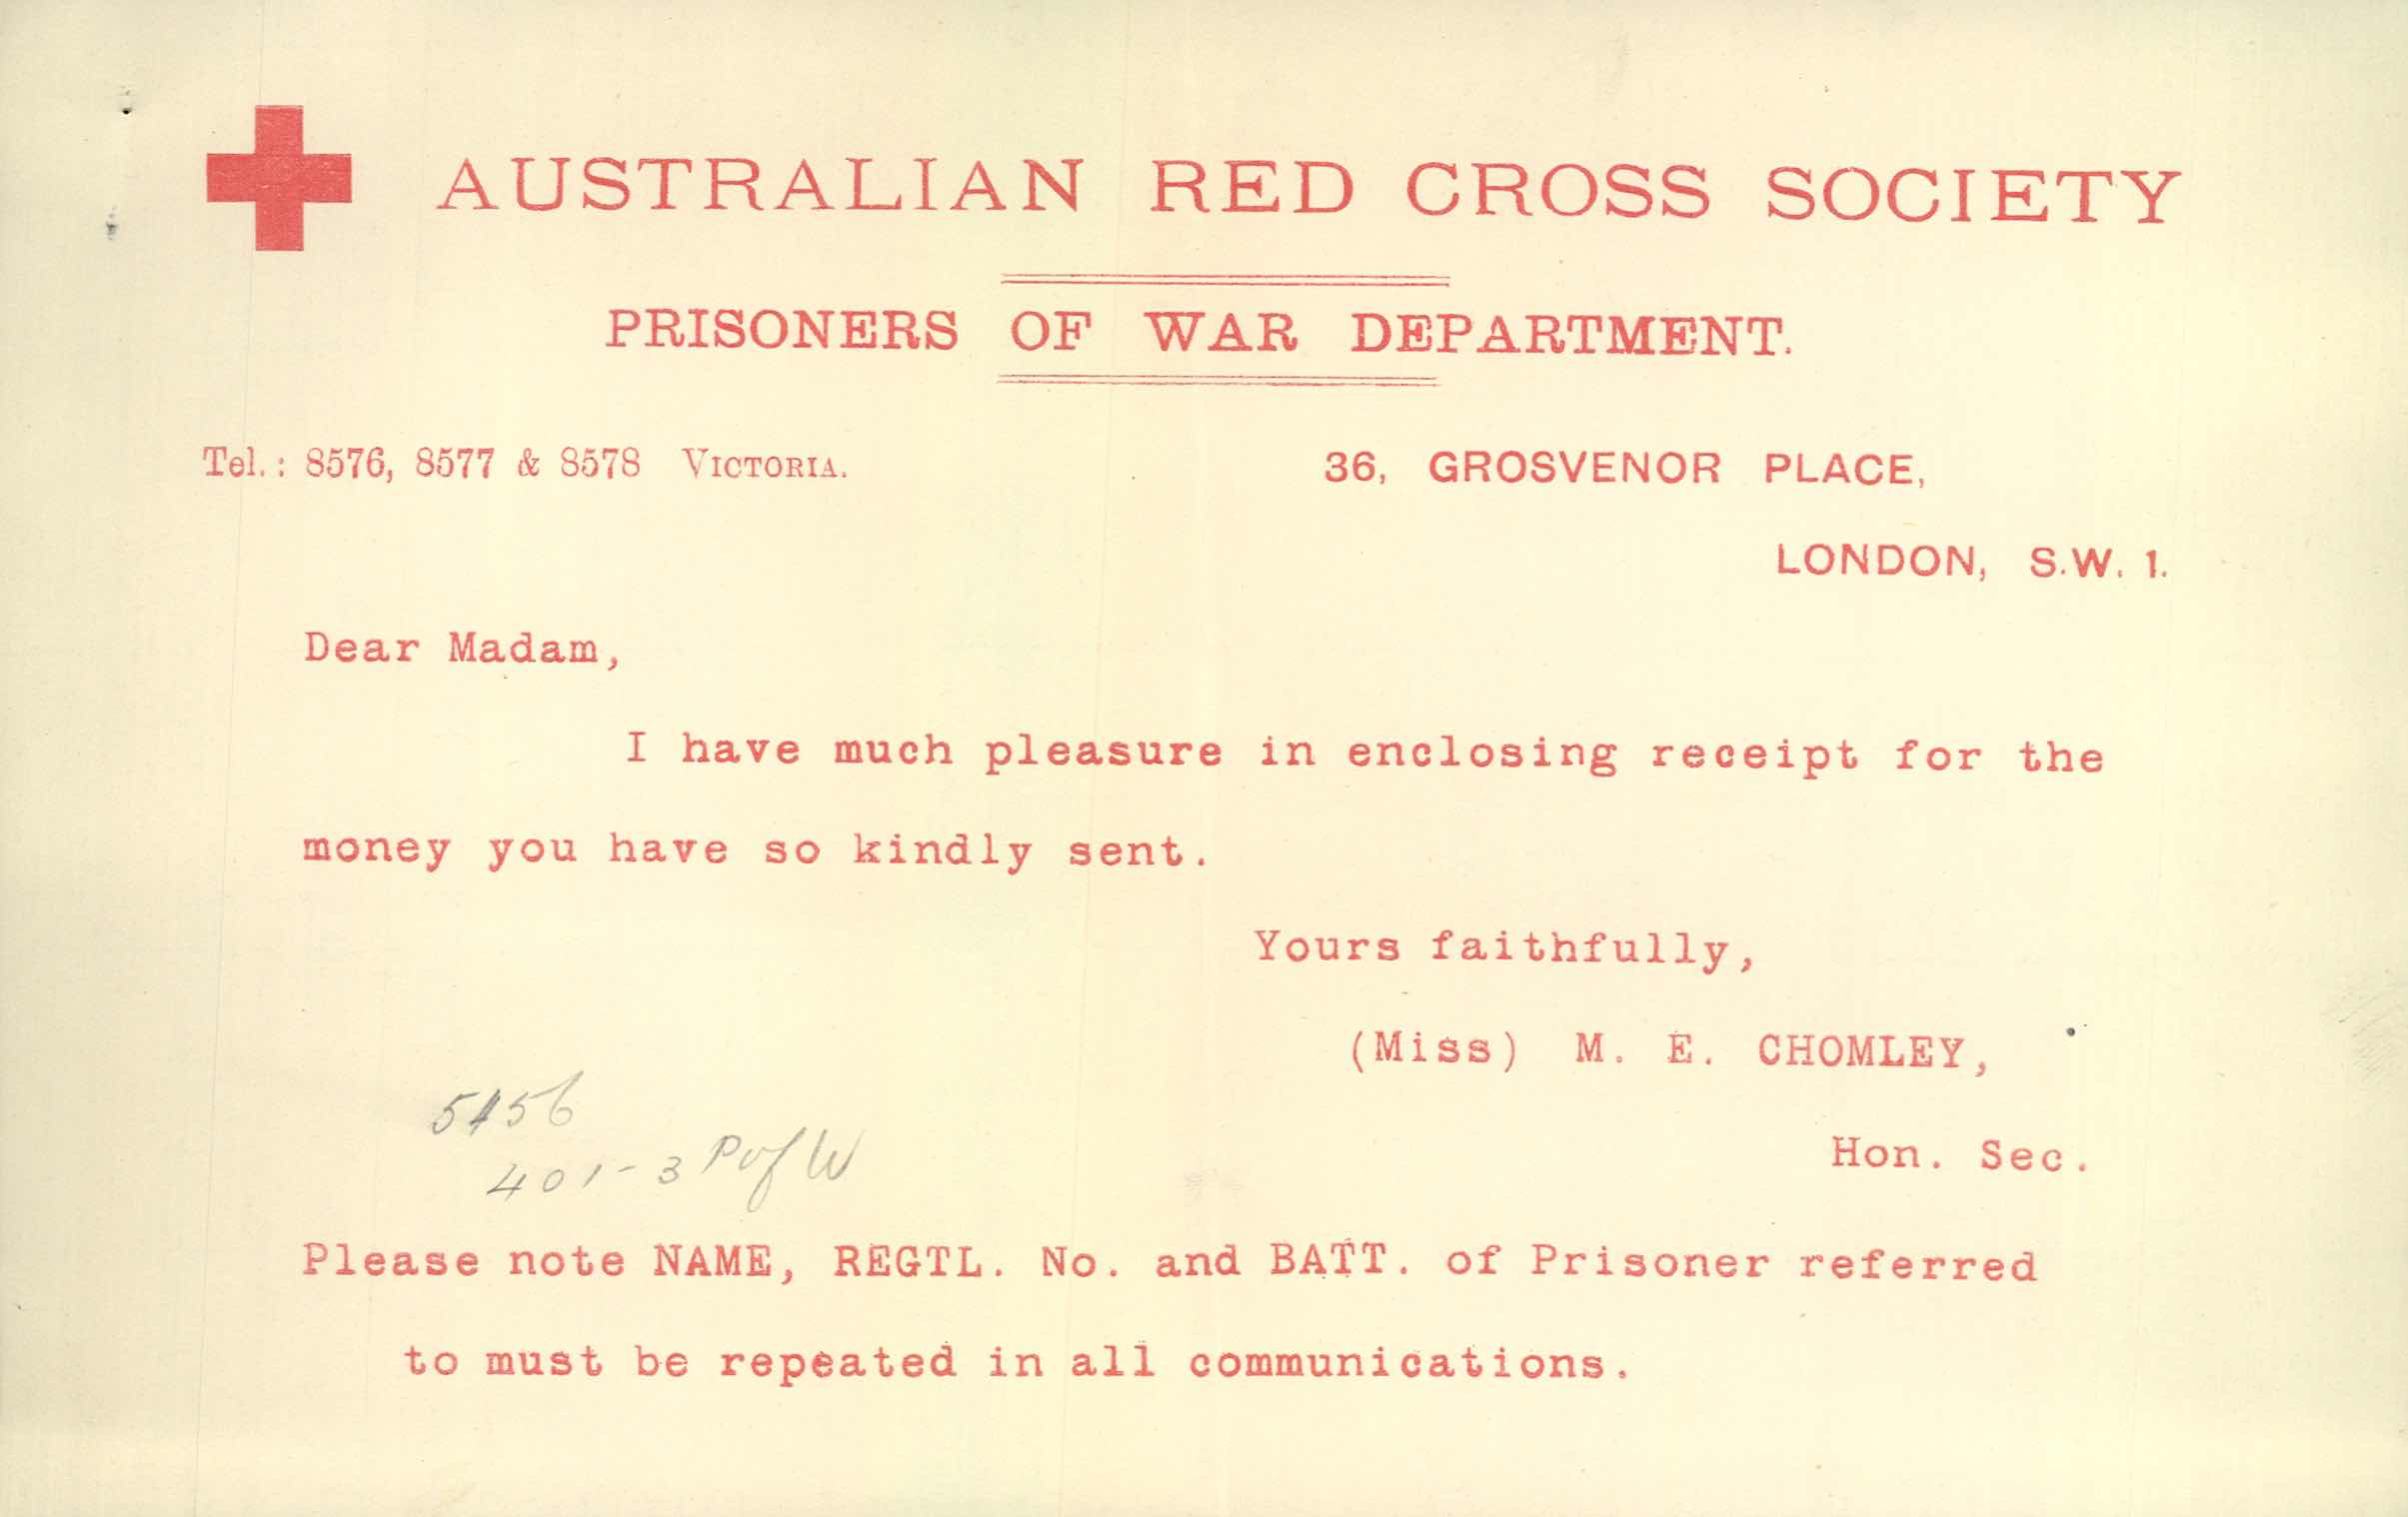 AUSTRALIAN RED CROSS SOCIETY
PRISONERS OF WAR DEPARTMENT.
Tel.: 8576, 8577 & 8578 VICTORIA.
36, GROSVENOR PLACE,
LONDON, S.W. 1.
Dear Madam,
I have much pleasure in enclosing receipt for the
money you have so kindly sent.
Yours faithfully,
(Miss) M. E. CHOMLEY,
Hon. Sec.
5156
401-3 P of W
Please note NAME, REGTL. No. and BATT. of Prisoner referred
to must be repeated in all communications.